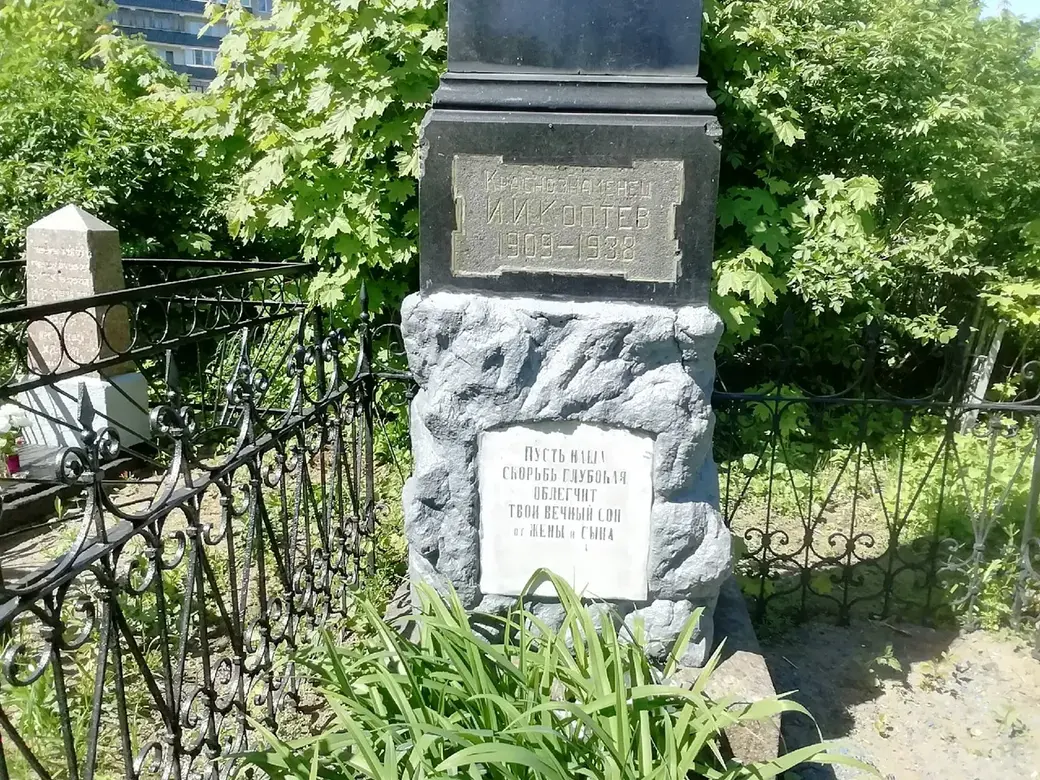 Краснознаменец
И.И.Коптев
1909–1938
Пусть наша
скорбь глубокая
облегчит
твой вечный сон
от жены и сына